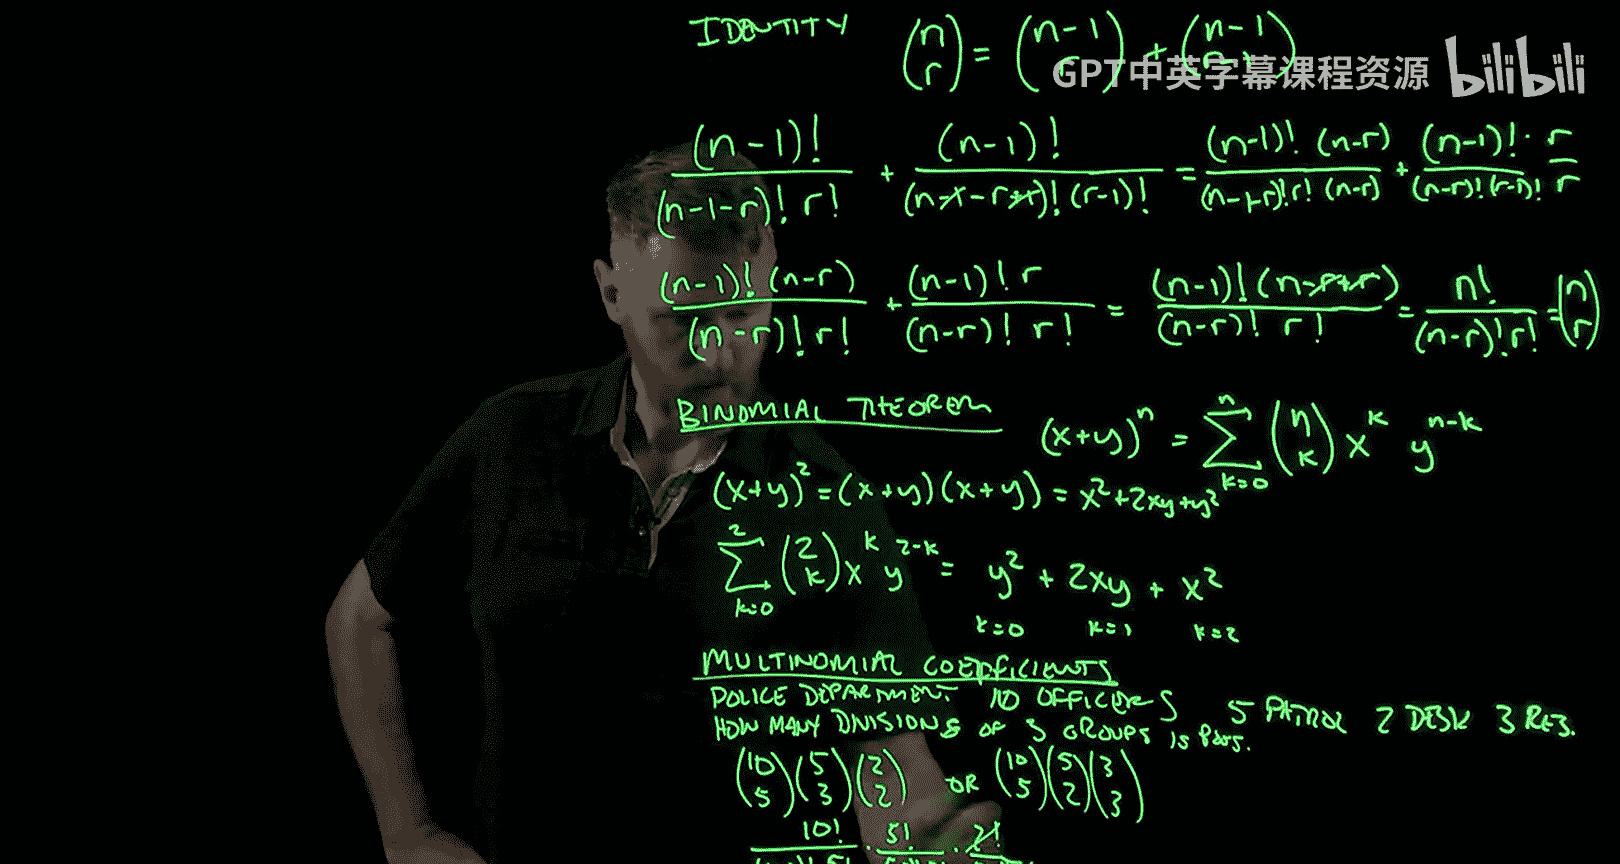 IDENTITY (n r) = (n-1 r) + (n-1
GPT中英字幕课程资源 bilibili
(n-1)! / (n-1-r)! r! + (n-1)! / (n-1-r+1)! (r-1)! = (n-1)! (n-r) / (n-1-r)! r! (n-r) + (n-1)! · r / (n-r)! (r-1)! r
(n-1)! (n-r) / (n-r)! r! + (n-1)! r / (n-r)! r! = (n-1)! (n-r+r) / (n-r)! r! = n! / (n-r)! r! = (n r)
BINOMIAL THEOREM (x+y)^n = Σ_{k=0}^{n} (n k) x^k y^{n-k}
(x+y)^2 = (x+y)(x+y) = x^2+2xy+y^2
Σ_{k=0}^{2} (2 k) x^k y^{2-k} = y^2 + 2xy + x^2
k=0 k=1 k=2
MULTINOMIAL COEFFICIENTS
POLICE DEPARTMENT 10 OFFICERS 5 PATROL 2 DESK 3 RES.
HOW MANY DIVISIONS OF 3 GROUPS IS POSS.
(10 5)(5 3)(2 2) OR (10 5)(5 2)(3 3)
10! · 5! · 2!